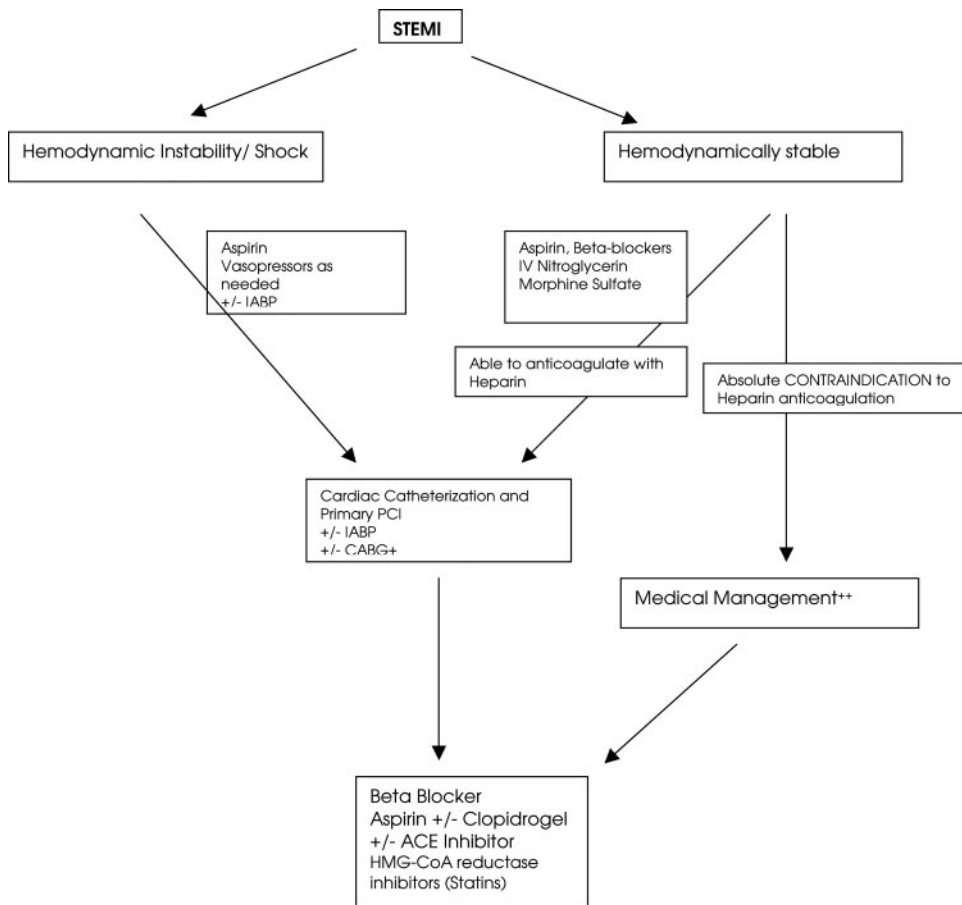 STEMI
Hemodynamic Instability/ Shock
Hemodynamically stable
Aspirin
Vasopressors as
needed
+/- IABP
Aspirin, Beta-blockers
IV Nitroglycerin
Morphine Sulfate
Able to anticoagulate with
Heparin
Absolute CONTRAINDICATION to
Heparin anticoagulation
Cardiac Catheterization and
Primary PCI
+/- IABP
+/- CABG+
Medical Management⁺⁺
Beta Blocker
Aspirin +/- Clopidrogel
+/- ACE Inhibitor
HMG-CoA reductase
inhibitors (Statins)